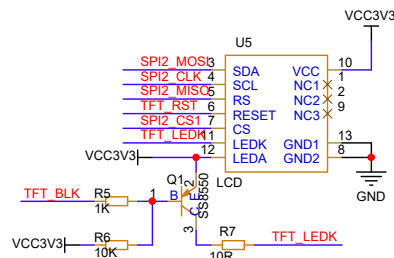 VCC3V3
U5
SPI2_MOSI 3 SDA VCC 10
SPI2_CLK 4 SCL NC1 1
SPI2_MISO 5 RS NC2 2
TFT_RST 6 RESET NC3 9
SPI2_CS1 7 CS
TFT_LEDK 11 LEDK GND1 13
VCC3V3 12 LEDA GND2 8
LCD
GND
Q1
2
E
TFT_BLK R5 1 B
1K
C
SS8550
3
R7
TFT_LEDK
10R
VCC3V3 R6
10K